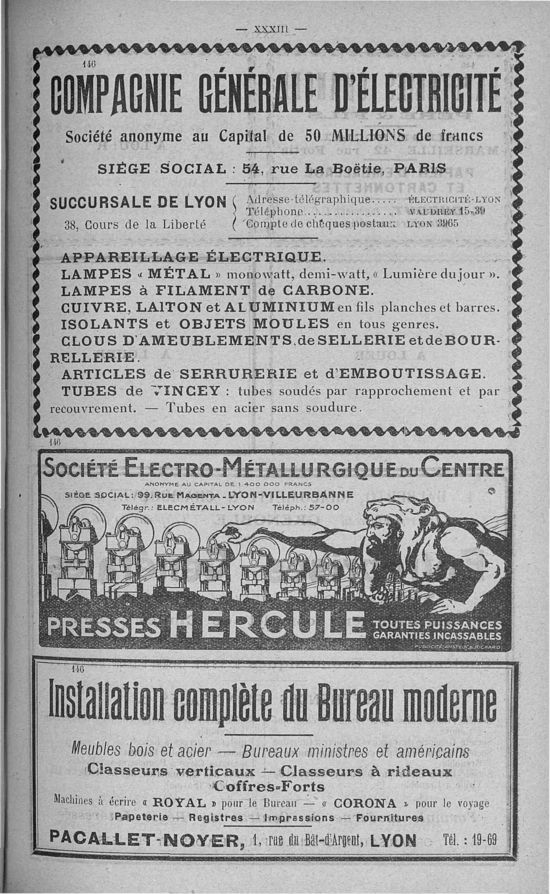 — XXXIII —
146
COMPAGNIE GÉNÉRALE D'ÉLECTRICITÉ
Société anonyme au Capital de 50 MILLIONS de francs
SIÈGE SOCIAL : 54, rue La Boëtie, PARIS
SUCCURSALE DE LYON
38, Cours de la Liberté
Adresse télégraphique..... ÉLECTRICITÉ-LYON
Téléphone................ VAUDREY 15-39
Compte de chèques postaux: LYON 3965
APPAREILLAGE ÉLECTRIQUE.
LAMPES « MÉTAL » monowatt, demi-watt, « Lumière du jour ».
LAMPES à FILAMENT de CARBONE.
CUIVRE, LAITON et ALUMINIUM en fils planches et barres.
ISOLANTS et OBJETS MOULES en tous genres.
CLOUS D'AMEUBLEMENTS, de SELLERIE et de BOUR-
RELLERIE.
ARTICLES de SERRURERIE et d'EMBOUTISSAGE.
TUBES de VINCEY : tubes soudés par rapprochement et par
recouvrement. — Tubes en acier sans soudure.
146
SOCIÉTÉ ELECTRO-MÉTALLURGIQUE DU CENTRE
ANONYME AU CAPITAL DE 1 400 000 FRANCS
SIÈGE SOCIAL: 99, RUE MAGENTA - LYON-VILLEURBANNE
Télégr.: ELECMÉTALL-LYON Téléph.: 57-00
PRESSES HERCULE
TOUTES PUISSANCES
GARANTIES INCASSABLES
146
Installation complète du Bureau moderne
Meubles bois et acier — Bureaux ministres et américains
Classeurs verticaux — Classeurs à rideaux
Coffres-Forts
Machines à écrire « ROYAL » pour le Bureau — « CORONA » pour le voyage
Papeterie — Registres — Impressions — Fournitures
PACALLET-NOYER, 1, rue du Bât-d'Argent, LYON Tél. : 19-69